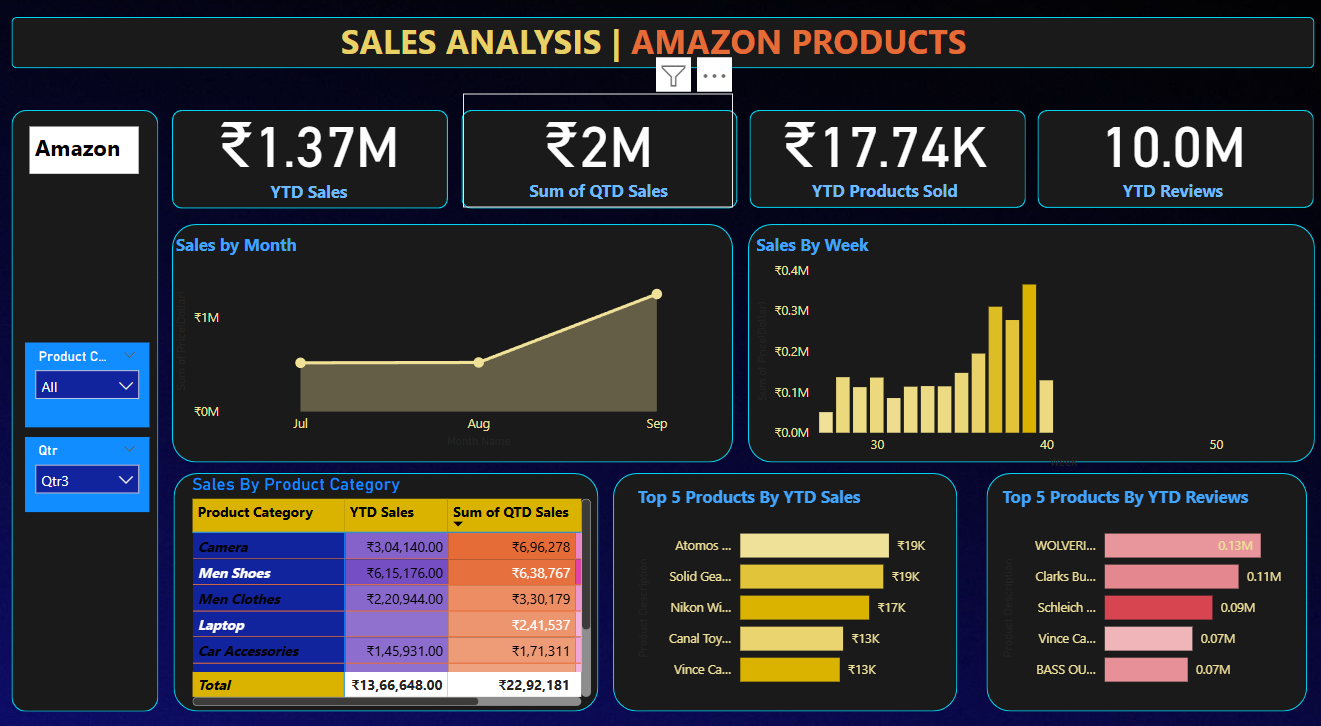 SALES ANALYSIS | AMAZON PRODUCTS
Amazon
₹1.37M
YTD Sales
₹2M
Sum of QTD Sales
₹17.74K
YTD Products Sold
10.0M
YTD Reviews
Product C...
All
Qtr
Qtr3
Sales by Month
₹1M
₹0M
Jul Aug Sep
Month Name
Sales By Week
₹0.4M
₹0.3M
₹0.2M
₹0.1M
₹0.0M
30 40 50
Week
Sales By Product Category
Product Category YTD Sales Sum of QTD Sales
Camera ₹3,04,140.00 ₹6,96,278
Men Shoes ₹6,15,176.00 ₹6,38,767
Men Clothes ₹2,20,944.00 ₹3,30,179
Laptop ₹2,41,537
Car Accessories ₹1,45,931.00 ₹1,71,311
Total ₹13,66,648.00 ₹22,92,181
Top 5 Products By YTD Sales
Product Description
Atomos ... ₹19K
Solid Gea... ₹19K
Nikon Wi... ₹17K
Canal Toy... ₹13K
Vince Ca... ₹13K
Top 5 Products By YTD Reviews
Product Description
WOLVERI... 0.13M
Clarks Bu... 0.11M
Schleich ... 0.09M
Vince Ca... 0.07M
BASS OU... 0.07M